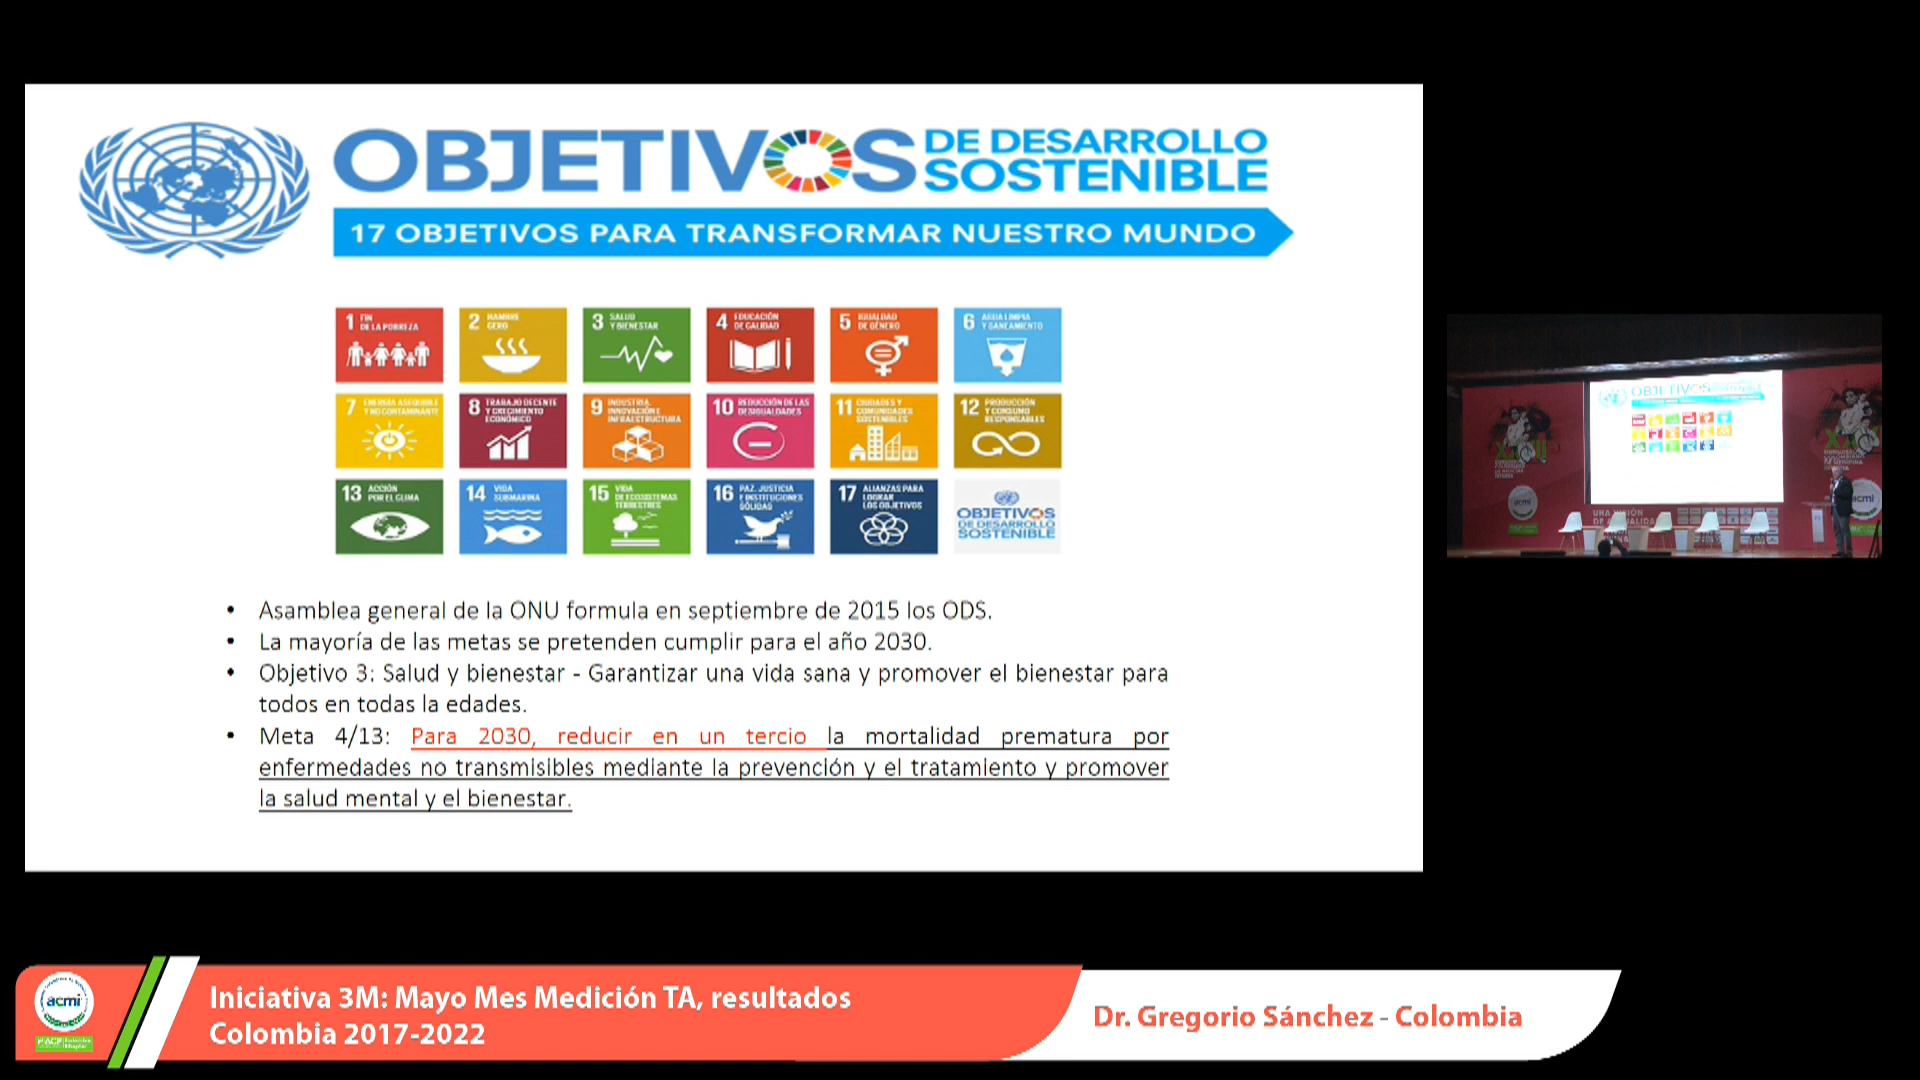 OBJETIVOS DE DESARROLLO SOSTENIBLE
17 OBJETIVOS PARA TRANSFORMAR NUESTRO MUNDO
1 FIN DE LA POBREZA
2 HAMBRE CERO
3 SALUD Y BIENESTAR
4 EDUCACIÓN DE CALIDAD
5 IGUALDAD DE GÉNERO
6 AGUA LIMPIA Y SANEAMIENTO
7 ENERGÍA ASEQUIBLE Y NO CONTAMINANTE
8 TRABAJO DECENTE Y CRECIMIENTO ECONÓMICO
9 INDUSTRIA, INNOVACIÓN E INFRAESTRUCTURA
10 REDUCCIÓN DE LAS DESIGUALDADES
11 CIUDADES Y COMUNIDADES SOSTENIBLES
12 PRODUCCIÓN Y CONSUMO RESPONSABLES
13 ACCIÓN POR EL CLIMA
14 VIDA SUBMARINA
15 VIDA DE ECOSISTEMAS TERRESTRES
16 PAZ, JUSTICIA E INSTITUCIONES SÓLIDAS
17 ALIANZAS PARA LOGRAR LOS OBJETIVOS
OBJETIVOS
DE DESARROLLO
SOSTENIBLE
• Asamblea general de la ONU formula en septiembre de 2015 los ODS.
• La mayoría de las metas se pretenden cumplir para el año 2030.
• Objetivo 3: Salud y bienestar - Garantizar una vida sana y promover el bienestar para
todos en todas la edades.
• Meta 4/13: Para 2030, reducir en un tercio la mortalidad prematura por
enfermedades no transmisibles mediante la prevención y el tratamiento y promover
la salud mental y el bienestar.
OBJETIVOS
acmi
Iniciativa 3M: Mayo Mes Medición TA, resultados
Colombia 2017-2022
Dr. Gregorio Sánchez - Colombia